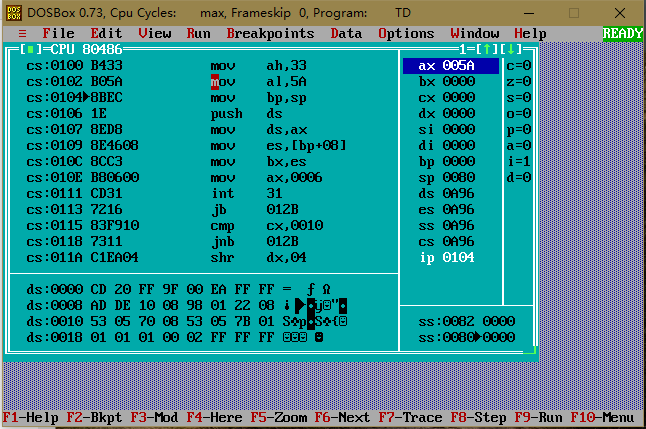 DOSBox 0.73, Cpu Cycles: max, Frameskip 0, Program: TD
≡ File Edit View Run Breakpoints Data Options Window Help READY
[■]-CPU 80486 1-[↑][↓]
cs:0100 B433 mov ah,33 ax 005A c=0
cs:0102 B05A mov al,5A bx 0000 z=0
cs:0104►8BEC mov bp,sp cx 0000 s=0
cs:0106 1E push ds dx 0000 o=0
cs:0107 8ED8 mov ds,ax si 0000 p=0
cs:0109 8E4608 mov es,[bp+08] di 0000 a=0
cs:010C 8CC3 mov bx,es bp 0000 i=1
cs:010E B80600 mov ax,0006 sp 0080 d=0
cs:0111 CD31 int 31 ds 0A96
cs:0113 7216 jb 012B es 0A96
cs:0115 83F910 cmp cx,0010 ss 0A96
cs:0118 7311 jnb 012B cs 0A96
cs:011A C1EA04 shr dx,04 ip 0104
ds:0000 CD 20 FF 9F 00 EA FF FF = ƒ Ω
ds:0008 AD DE 10 08 98 01 22 08
ds:0010 53 05 70 08 53 05 7B 01 S♣p◘S♣{☺ ss:0082 0000
ds:0018 01 01 01 00 02 FF FF FF ☺☺☺ ☻ ss:0080►0000
F1-Help F2-Bkpt F3-Mod F4-Here F5-Zoom F6-Next F7-Trace F8-Step F9-Run F10-Menu